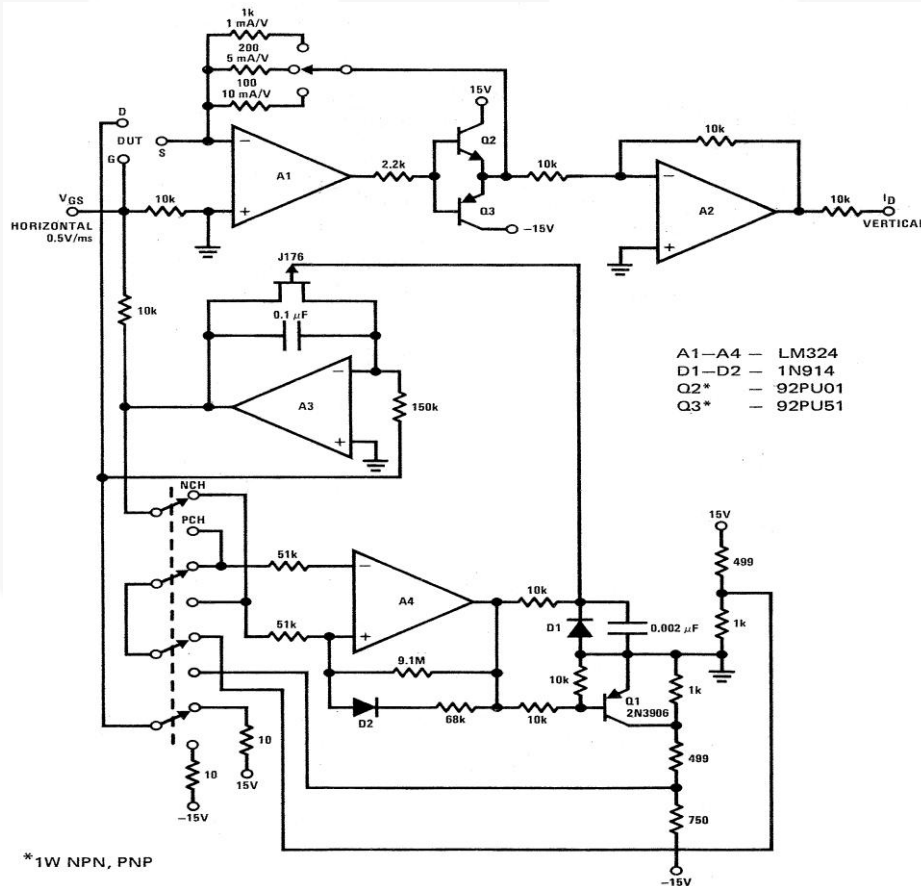 1k
1 mA/V
200
5 mA/V
100
10 mA/V
D
DUT
G
S
VGS
HORIZONTAL
0.5V/ms
10k
A1
2.2k
15V
Q2
Q3
−15V
10k
10k
A2
10k
ID
VERTICAL
J176
0.1 μF
10k
A3
150k
A1–A4 – LM324
D1–D2 – 1N914
Q2* – 92PU01
Q3* – 92PU51
NCH
PCH
51k
51k
A4
10k
9.1M
D2
68k
10k
D1
0.002 μF
10k
Q1
2N3906
15V
499
1k
1k
499
750
−15V
10
15V
10
−15V
*1W NPN, PNP